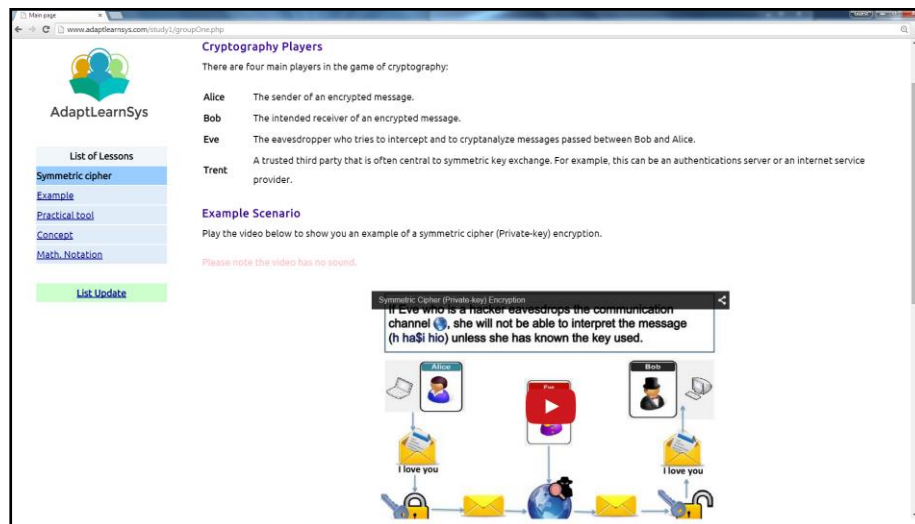 Main page
www.adaptlearnsys.com/study1/groupOne.php
AdaptLearnSys
List of Lessons
Symmetric cipher
Example
Practical tool
Concept
Math. Notation
List Update
Cryptography Players
There are four main players in the game of cryptography:
Alice The sender of an encrypted message.
Bob The intended receiver of an encrypted message.
Eve The eavesdropper who tries to intercept and to cryptanalyze messages passed between Bob and Alice.
Trent A trusted third party that is often central to symmetric key exchange. For example, this can be an authentications server or an internet service
provider.
Example Scenario
Play the video below to show you an example of a symmetric cipher (Private-key) encryption.
Please note the video has no sound.
Symmetric Cipher (Private-key) Encryption
If Eve who is a hacker eavesdrops the communication
channel , she will not be able to interpret the message
(h ha$i hio) unless she has known the key used.
Alice
Eve
Bob
I love you
I love you